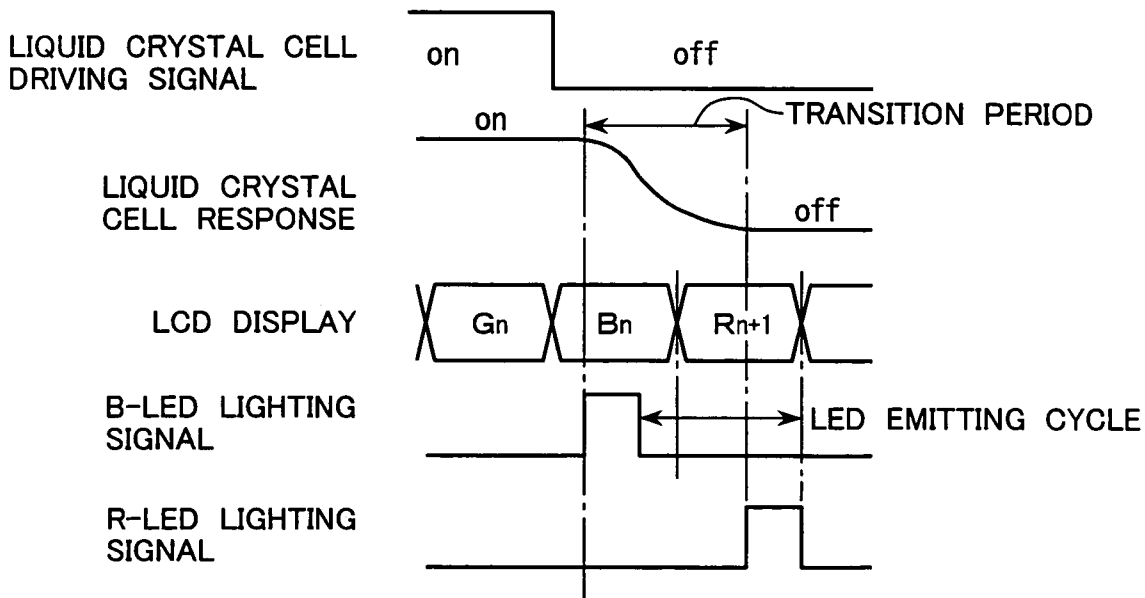 LIQUID CRYSTAL CELL
DRIVING SIGNAL
on
off
TRANSITION PERIOD
on
LIQUID CRYSTAL
CELL RESPONSE
off
LCD DISPLAY
Gn
Bn
Rn+1
B-LED LIGHTING
SIGNAL
LED EMITTING CYCLE
R-LED LIGHTING
SIGNAL